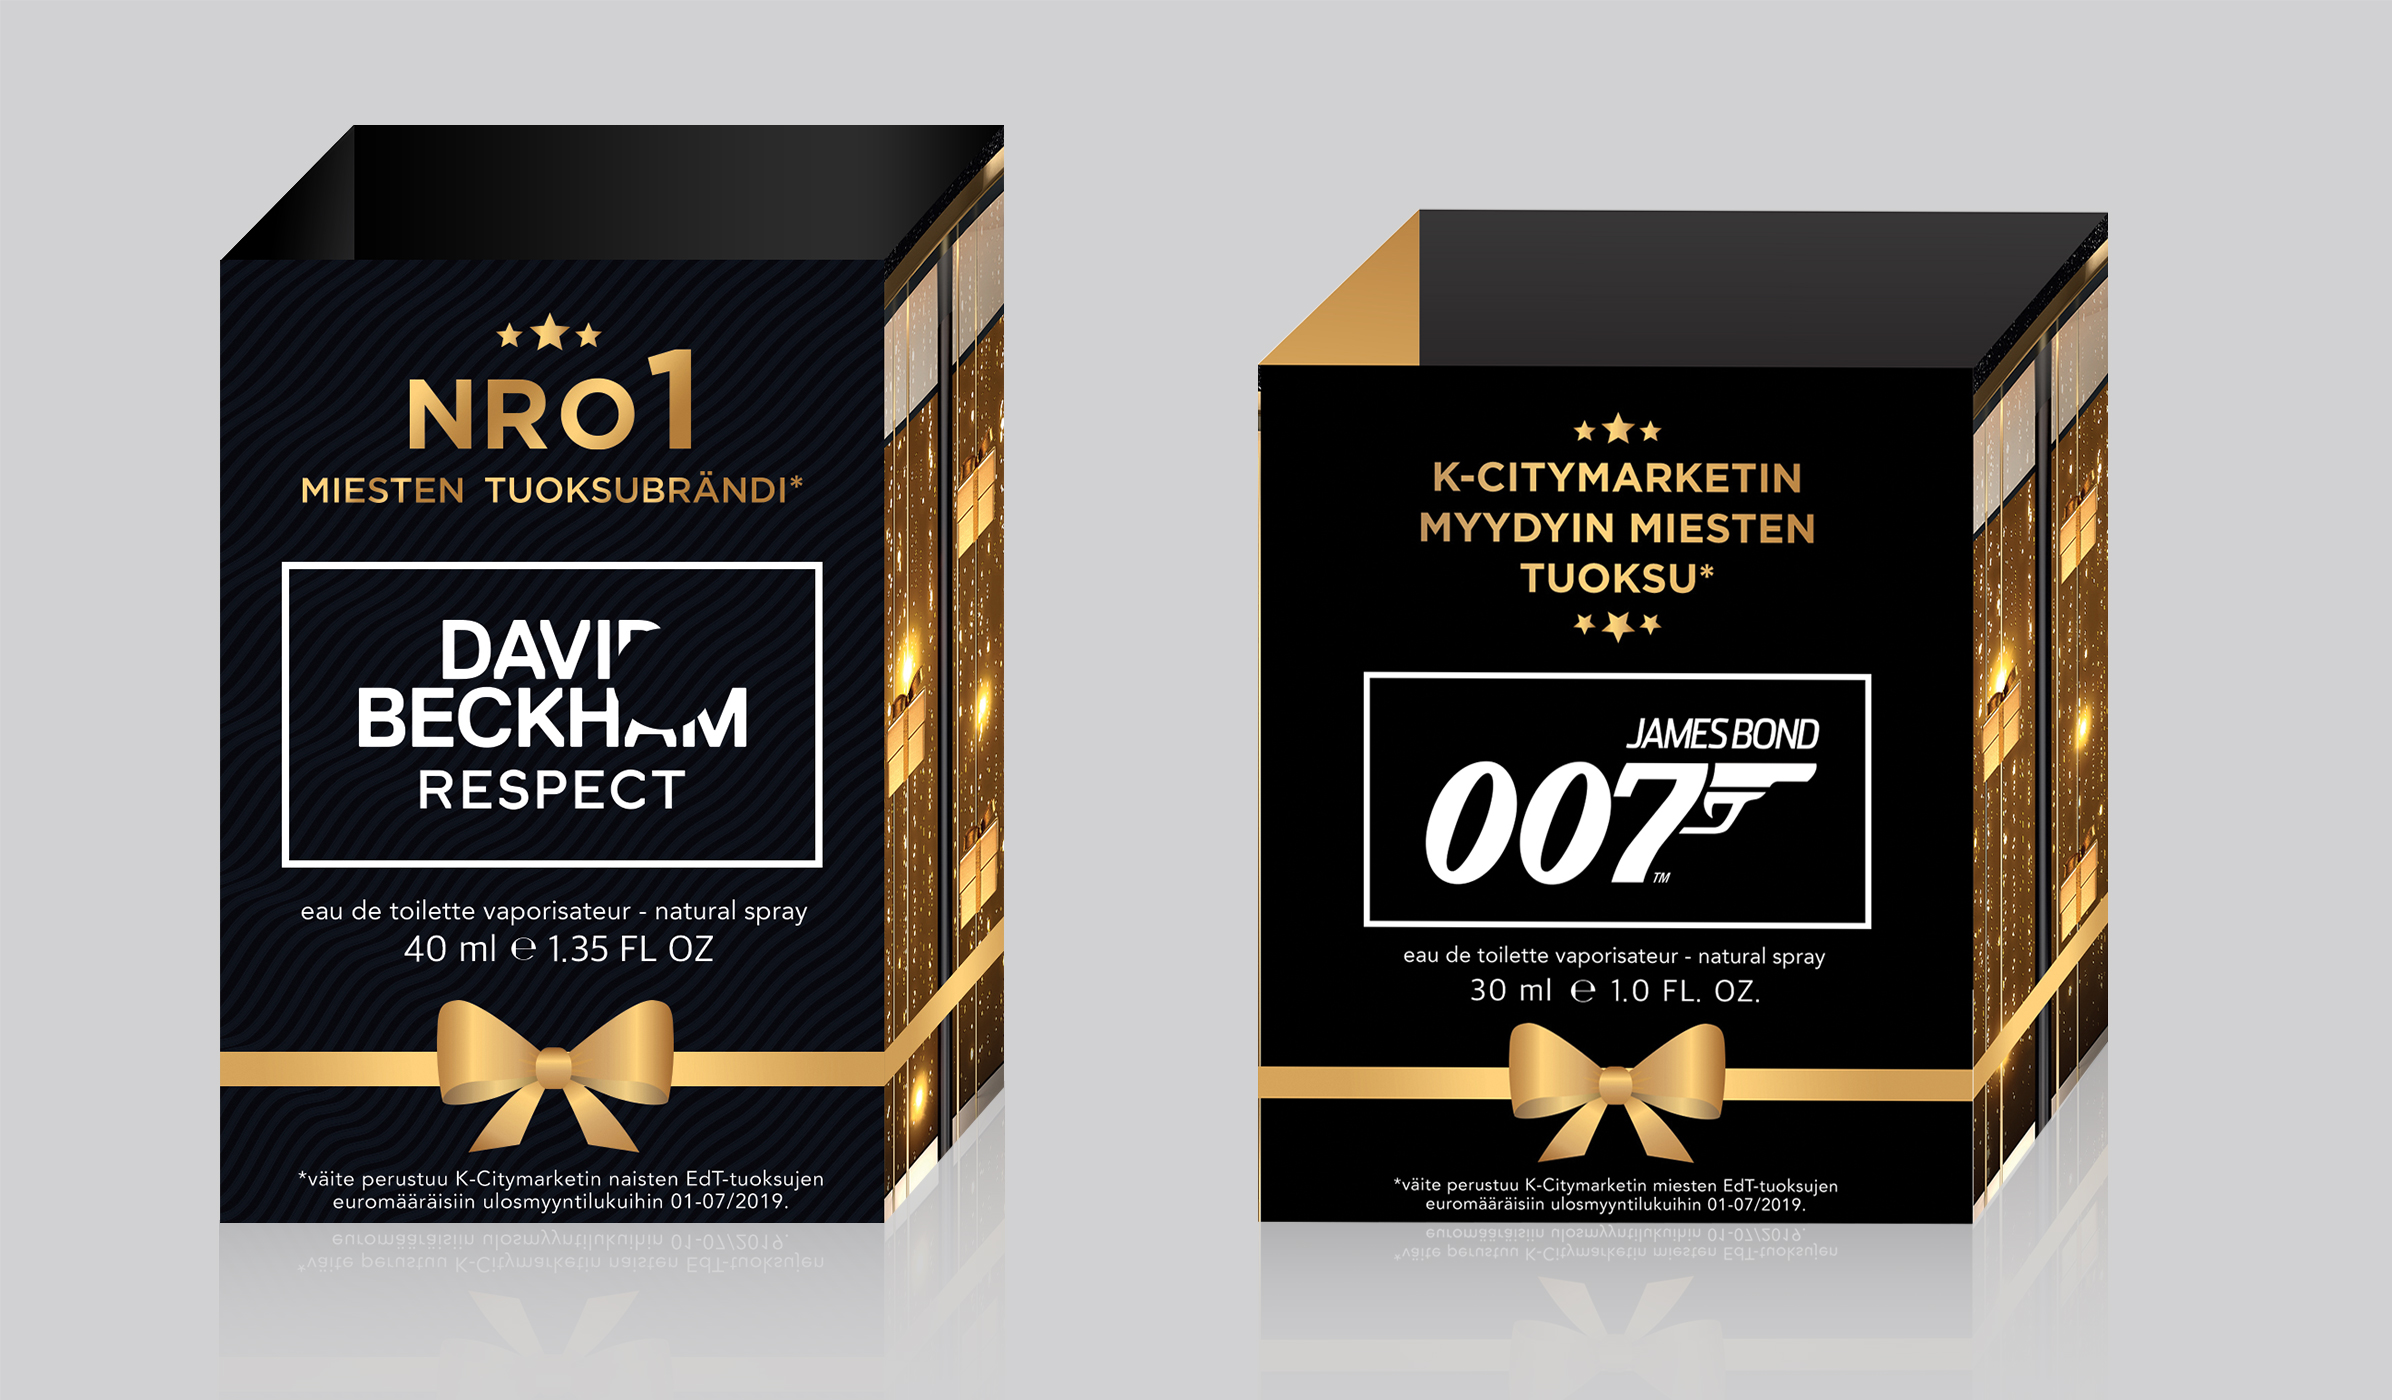 NRO1
MIESTEN TUOKSUBRÄNDI*
DAVID
BECKHAM
RESPECT
eau de toilette vaporisateur - natural spray
40 ml ℮ 1.35 FL OZ
*väite perustuu K-Citymarketin naisten EdT-tuoksujen
euromääräisiin ulosmyyntilukuihin 01-07/2019.
K-CITYMARKETIN
MYYDYIN MIESTEN
TUOKSU*
JAMES BOND
007
TM
eau de toilette vaporisateur - natural spray
30 ml ℮ 1.0 FL. OZ.
*väite perustuu K-Citymarketin miesten EdT-tuoksujen
euromääräisiin ulosmyyntilukuihin 01-07/2019.